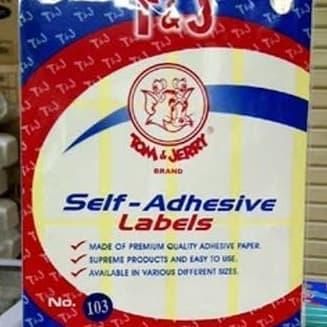 T&J
TOM & JERRY
BRAND
Self-Adhesive
Labels
MADE OF PREMIUM QUALITY ADHESIVE PAPER.
SUPREME PRODUCTS AND EASY TO USE.
AVAILABLE IN VARIOUS DIFFERENT SIZES.
No. 103